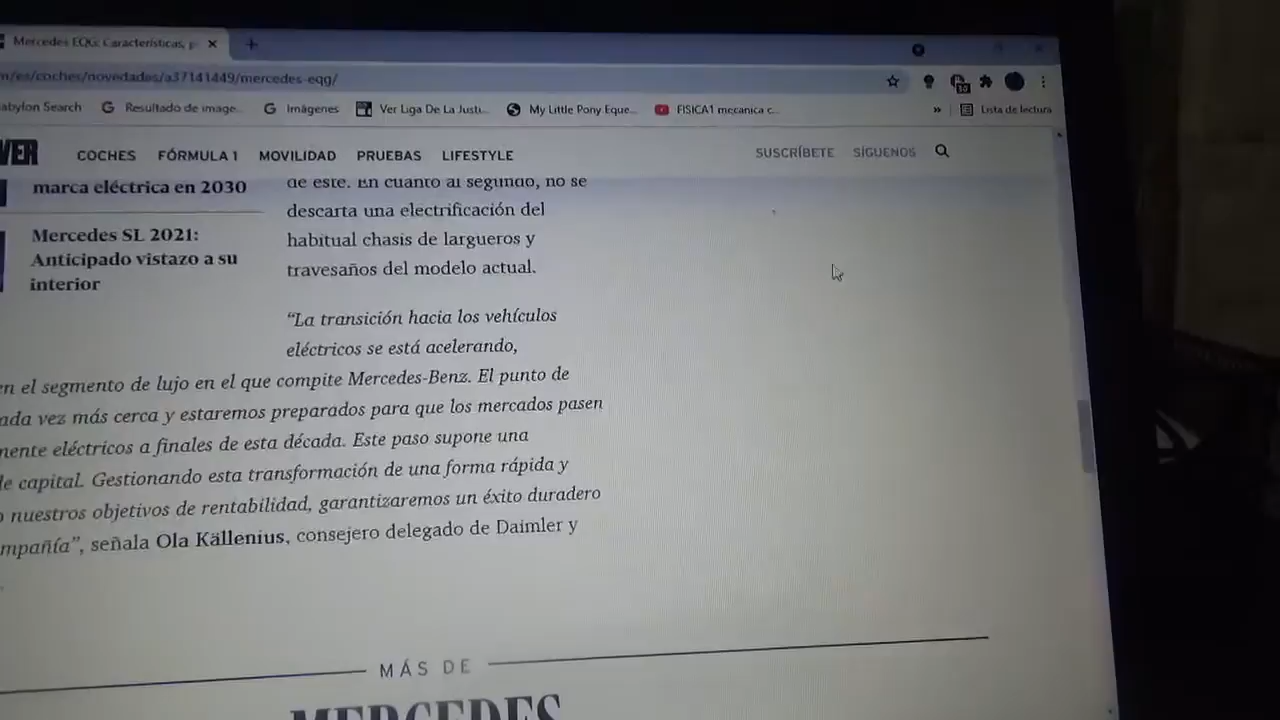 Mercedes EQG: Características, p
/es/coches/novedades/a37141449/mercedes-eqg/
abylon Search
Resultado de image...
Imágenes
Ver Liga De La Justi...
My Little Pony Eque...
FISICA1 mecanica c...
»
Lista de lectura
VER
COCHES
FÓRMULA 1
MOVILIDAD
PRUEBAS
LIFESTYLE
SUSCRÍBETE
SÍGUENOS
marca eléctrica en 2030
Mercedes SL 2021:
Anticipado vistazo a su
interior
de este. En cuanto al segundo, no se
descarta una electrificación del
habitual chasis de largueros y
travesaños del modelo actual.
“La transición hacia los vehículos
eléctricos se está acelerando,
en el segmento de lujo en el que compite Mercedes-Benz. El punto de
ada vez más cerca y estaremos preparados para que los mercados pasen
mente eléctricos a finales de esta década. Este paso supone una
de capital. Gestionando esta transformación de una forma rápida y
o nuestros objetivos de rentabilidad, garantizaremos un éxito duradero
mpañía”, señala Ola Källenius, consejero delegado de Daimler y
MÁS DE
MERCEDES